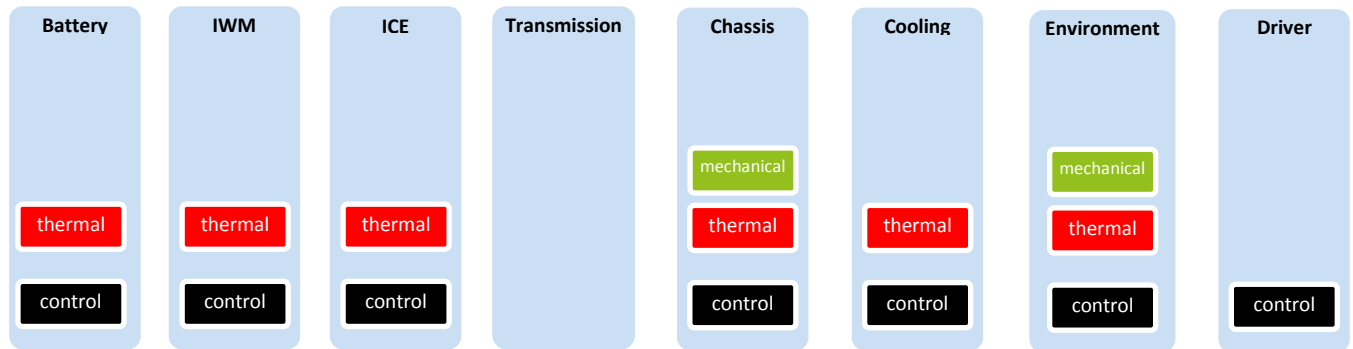 Battery IWM ICE Transmission Chassis Cooling Environment Driver
mechanical mechanical
thermal thermal thermal thermal thermal thermal
control control control control control control control